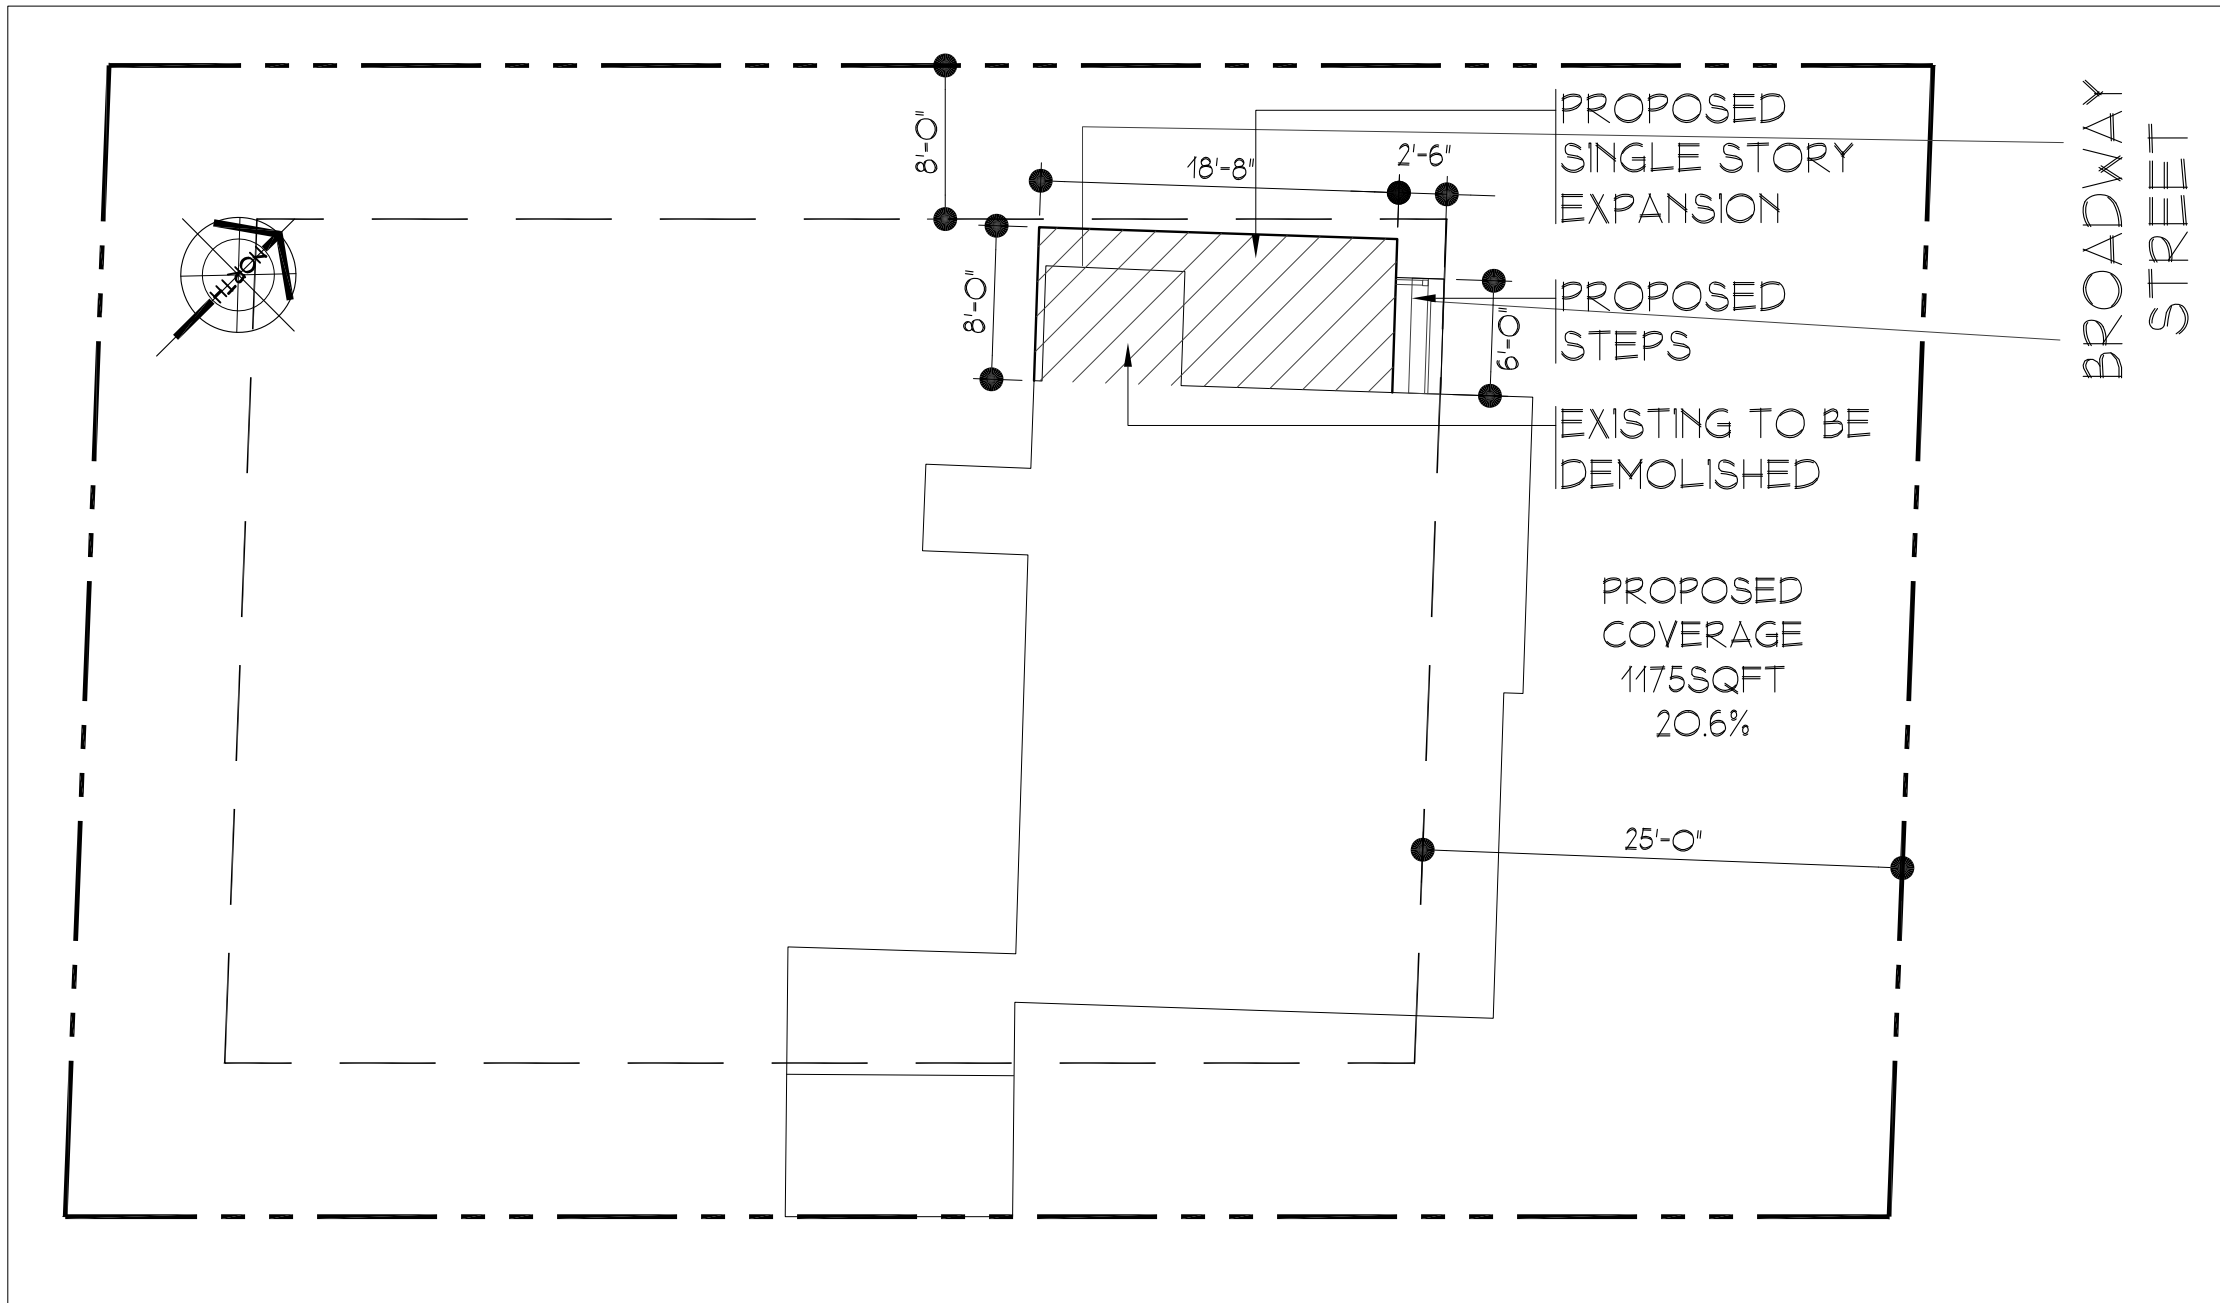 8'-0"
18'-8"
2'-6"
PROPOSED
SINGLE STORY
EXPANSION
BROADWAY
STREET
NORTH
8'-0"
6'-0"
PROPOSED
STEPS
EXISTING TO BE
DEMOLISHED
PROPOSED
COVERAGE
1175SQFT
20.6%
25'-0"